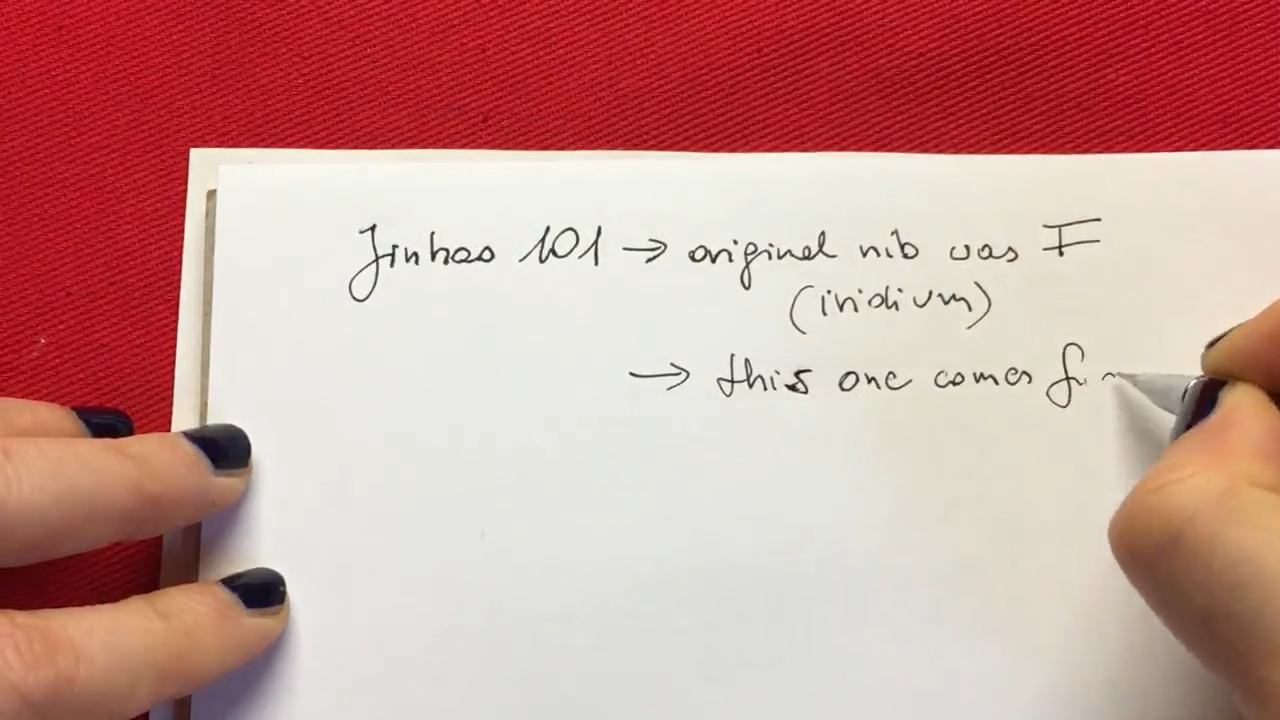 Jinhao 101 → original nib was F
(iridium)
→ this one comes